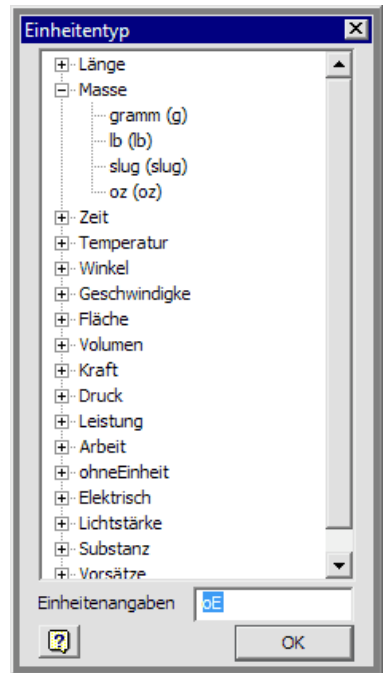 Einheitentyp
Länge
Masse
gramm (g)
lb (lb)
slug (slug)
oz (oz)
Zeit
Temperatur
Winkel
Geschwindigke
Fläche
Volumen
Kraft
Druck
Leistung
Arbeit
ohneEinheit
Elektrisch
Lichtstärke
Substanz
Vorsätze
Einheitenangaben oE
OK